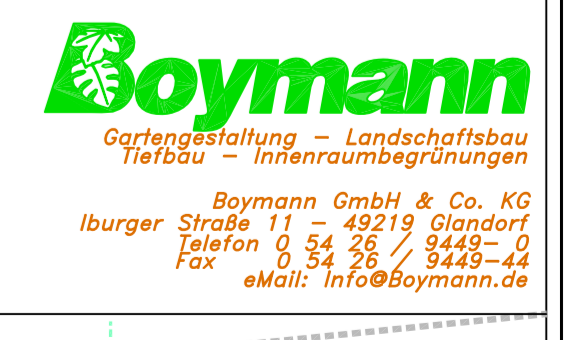 Boymann
Gartengestaltung – Landschaftsbau
Tiefbau – Innenraumbegrünungen
Boymann GmbH & Co. KG
Iburger Straße 11 – 49219 Glandorf
Telefon 0 54 26 / 9449– 0
Fax 0 54 26 / 9449–44
eMail: Info@Boymann.de